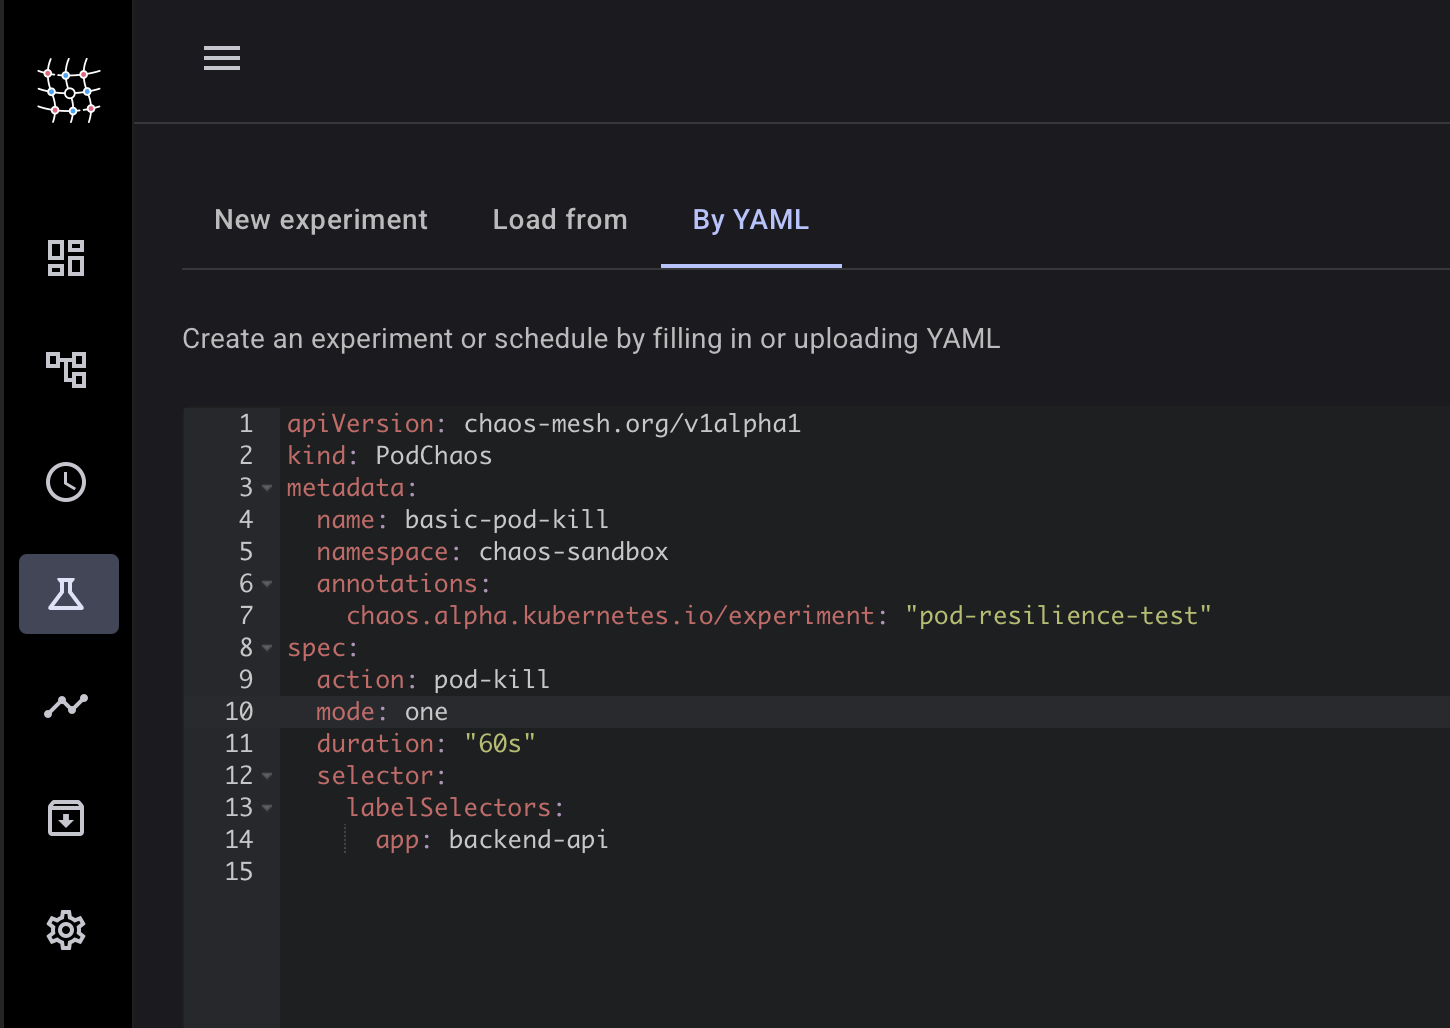 New experiment Load from By YAML
Create an experiment or schedule by filling in or uploading YAML
1 apiVersion: chaos-mesh.org/v1alpha1
2 kind: PodChaos
3 metadata:
4   name: basic-pod-kill
5   namespace: chaos-sandbox
6   annotations:
7     chaos.alpha.kubernetes.io/experiment: "pod-resilience-test"
8 spec:
9   action: pod-kill
10   mode: one
11   duration: "60s"
12   selector:
13     labelSelectors:
14       app: backend-api
15